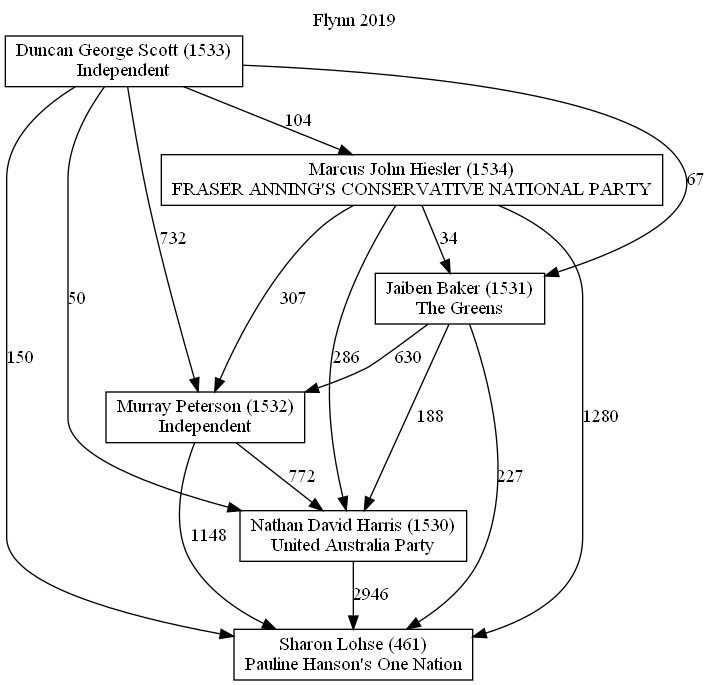 Flynn 2019
Duncan George Scott (1533)
Independent
104
67
Marcus John Hiesler (1534)
FRASER ANNING'S CONSERVATIVE NATIONAL PARTY
732
307
34
Jaiben Baker (1531)
The Greens
50
150
286
630
Murray Peterson (1532)
Independent
188
1280
772
227
1148
Nathan David Harris (1530)
United Australia Party
2946
Sharon Lohse (461)
Pauline Hanson's One Nation